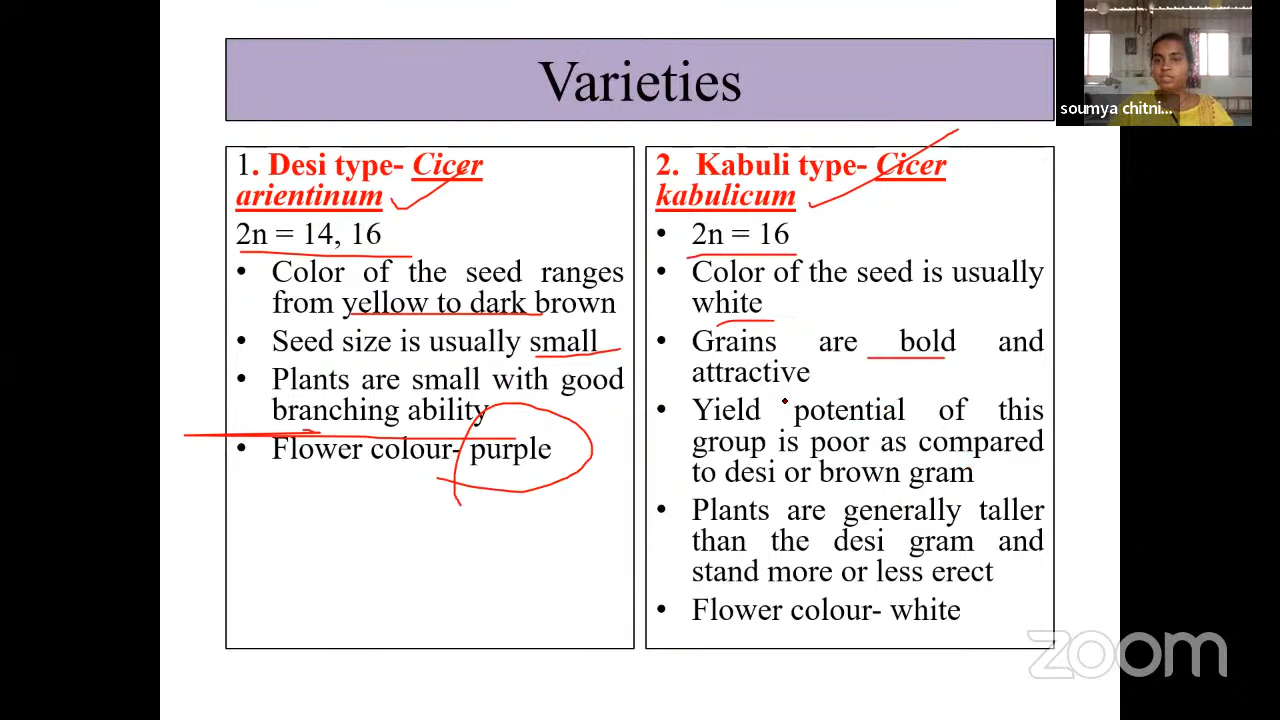 Varieties
soumya chitni...
1. Desi type- Cicer
arientinum
2n = 14, 16
• Color of the seed ranges
from yellow to dark brown
• Seed size is usually small
• Plants are small with good
branching ability
• Flower colour- purple
2. Kabuli type- Cicer
kabulicum
• 2n = 16
• Color of the seed is usually
white
• Grains are bold and
attractive
• Yield potential of this
group is poor as compared
to desi or brown gram
• Plants are generally taller
than the desi gram and
stand more or less erect
• Flower colour- white
zoom